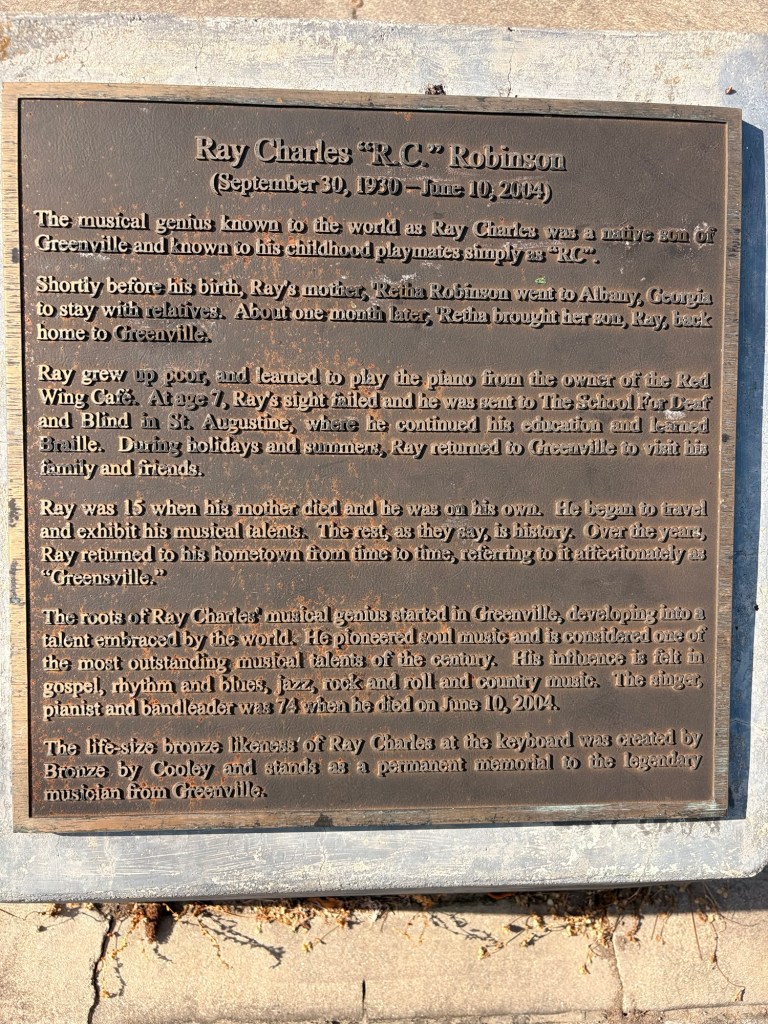 Ray Charles “R.C.” Robinson
(September 30, 1930 – June 10, 2004)
The musical genius known to the world as Ray Charles was a native son of
Greenville and known to his childhood playmates simply as “RC”.
Shortly before his birth, Ray’s mother, ’Retha Robinson went to Albany, Georgia
to stay with relatives. About one month later, ’Retha brought her son, Ray, back
home to Greenville.
Ray grew up poor, and learned to play the piano from the owner of the Red
Wing Café. At age 7, Ray’s sight failed and he was sent to The School For Deaf
and Blind in St. Augustine, where he continued his education and learned
Braille. During holidays and summers, Ray returned to Greenville to visit his
family and friends.
Ray was 15 when his mother died and he was on his own. He began to travel
and exhibit his musical talents. The rest, as they say, is history. Over the years,
Ray returned to his hometown from time to time, referring to it affectionately as
“Greensville.”
The roots of Ray Charles’ musical genius started in Greenville, developing into a
talent embraced by the world. He pioneered soul music and is considered one of
the most outstanding musical talents of the century. His influence is felt in
gospel, rhythm and blues, jazz, rock and roll and country music. The singer,
pianist and bandleader was 74 when he died on June 10, 2004.
The life-size bronze likeness of Ray Charles at the keyboard was created by
Bronze by Cooley and stands as a permanent memorial to the legendary
musician from Greenville.